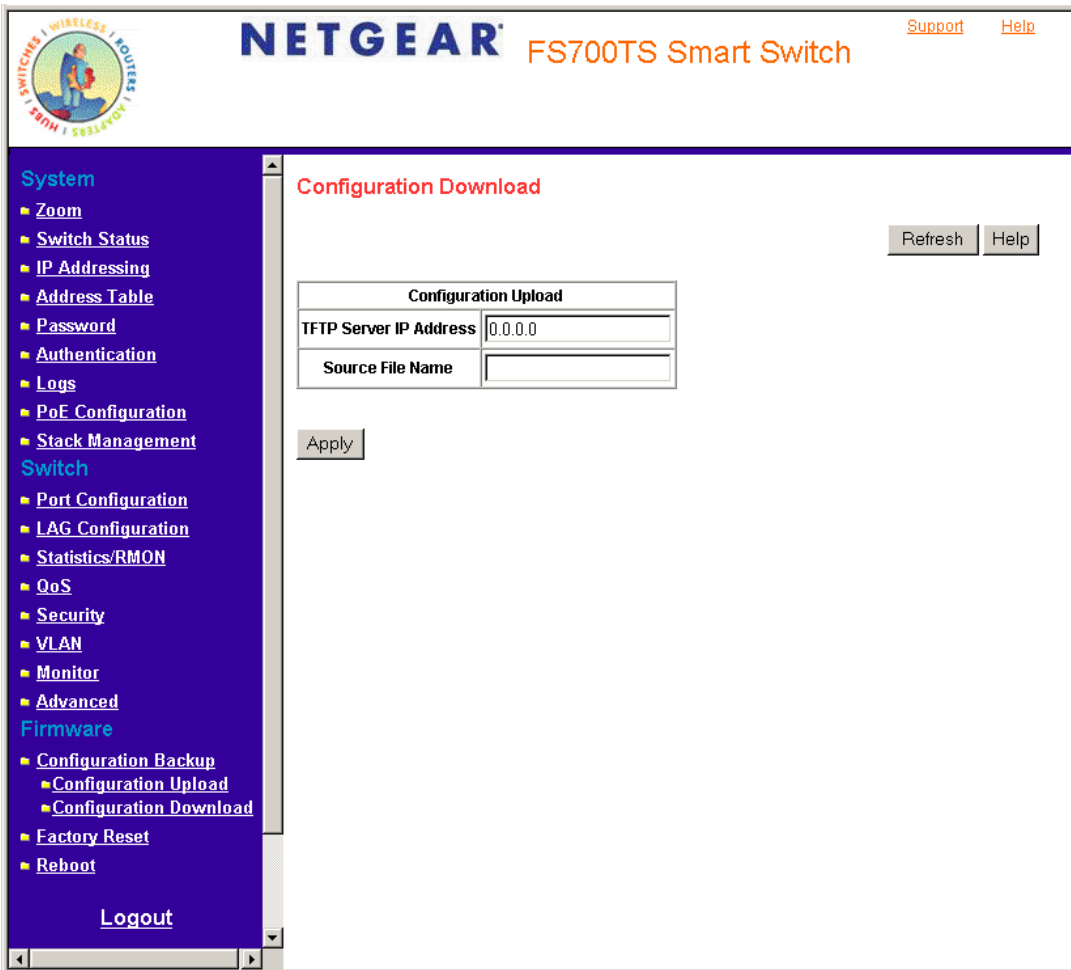 SWITCHES | WIRELESS | ROUTERS | ADAPTERS | HUBS |
NETGEAR®
FS700TS Smart Switch
Support Help
System
Zoom
Switch Status
IP Addressing
Address Table
Password
Authentication
Logs
PoE Configuration
Stack Management
Switch
Port Configuration
LAG Configuration
Statistics/RMON
QoS
Security
VLAN
Monitor
Advanced
Firmware
Configuration Backup
Configuration Upload
Configuration Download
Factory Reset
Reboot
Logout
Configuration Download
Refresh Help
Configuration Upload
TFTP Server IP Address 0.0.0.0
Source File Name
Apply